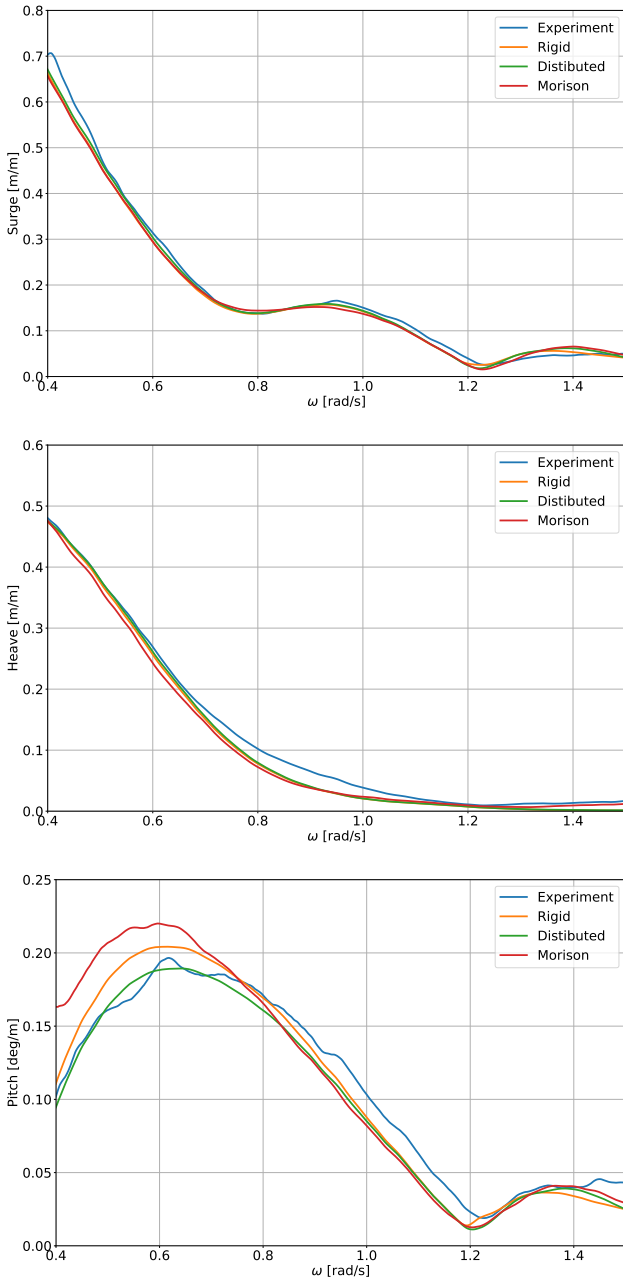 0.8
0.7
0.6
0.5
0.4
0.3
0.2
0.1
0.0
Surge [m/m]
Experiment
Rigid
Distibuted
Morison
0.4 0.6 0.8 1.0 1.2 1.4
ω [rad/s]
0.6
0.5
0.4
0.3
0.2
0.1
0.0
Heave [m/m]
Experiment
Rigid
Distibuted
Morison
0.4 0.6 0.8 1.0 1.2 1.4
ω [rad/s]
0.25
0.20
0.15
0.10
0.05
0.00
Pitch [deg/m]
Experiment
Rigid
Distibuted
Morison
0.4 0.6 0.8 1.0 1.2 1.4
ω [rad/s]